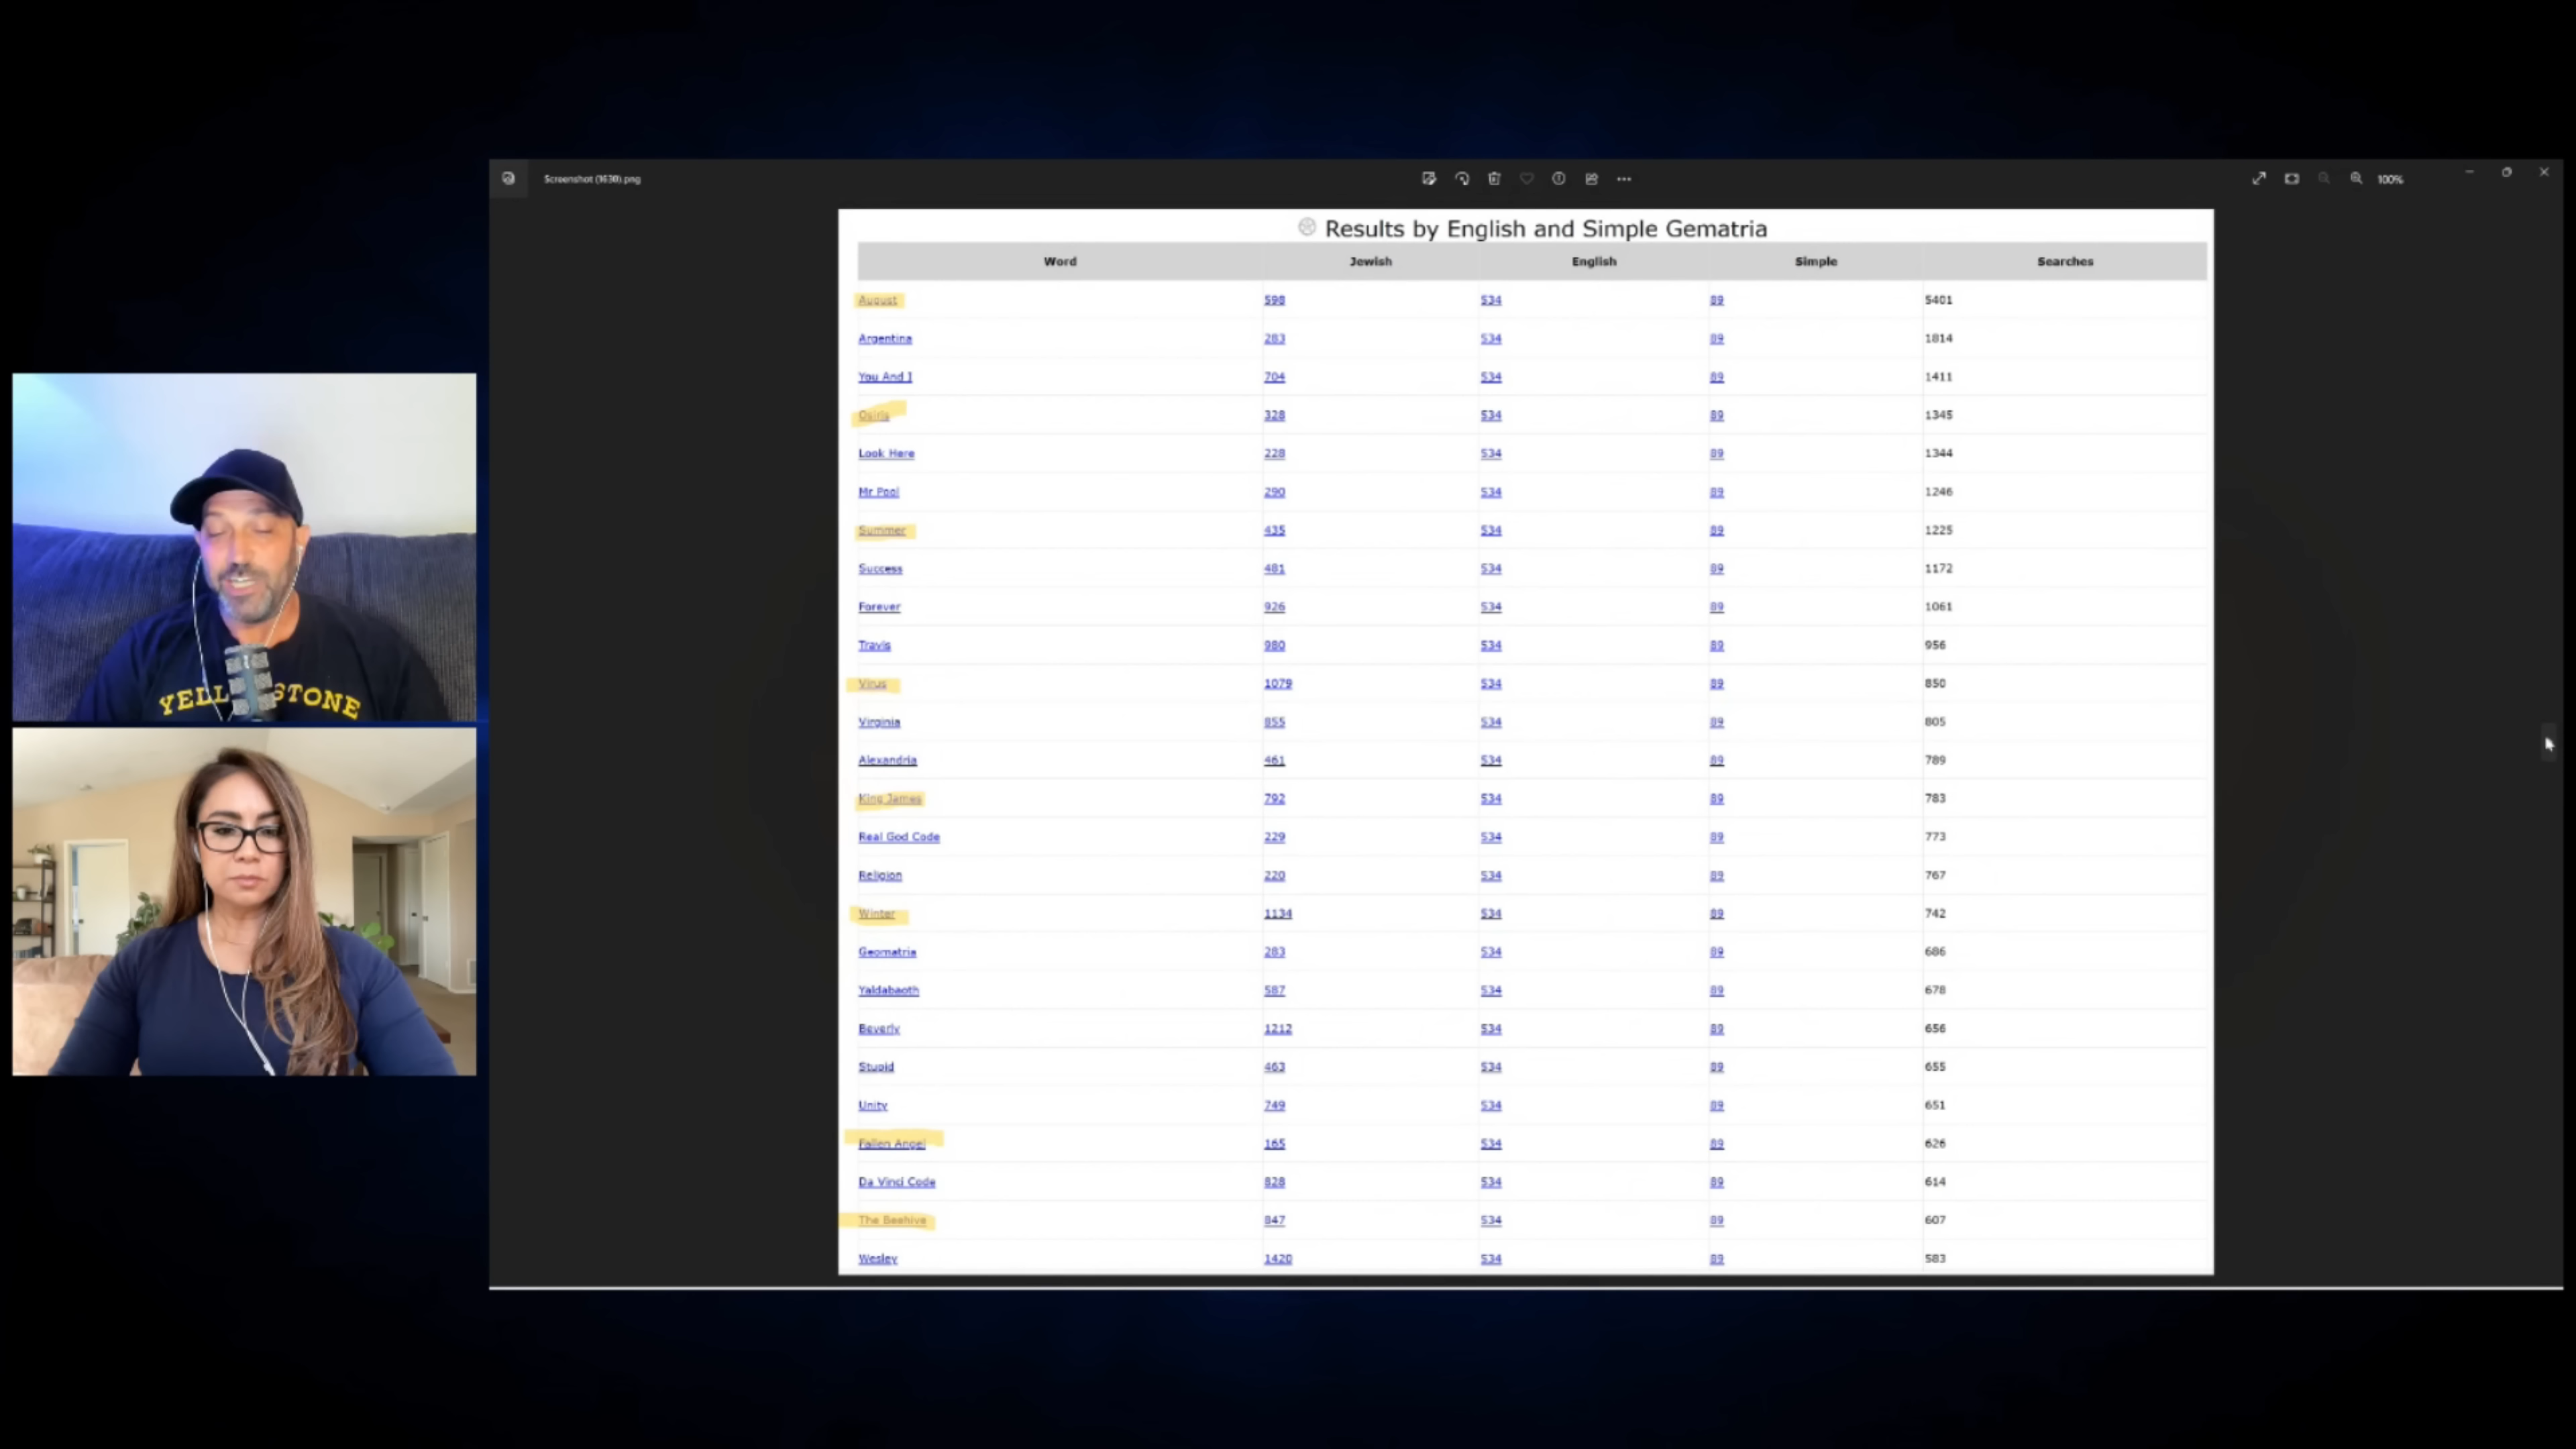 Screenshot (1630).png
100%
Results by English and Simple Gematria
Word Jewish English Simple Searches
August 598 534 89 5401
Argentina 283 534 89 1814
You And I 704 534 89 1411
Osiris 328 534 89 1345
Look Here 228 534 89 1344
Mr Pool 290 534 89 1246
Summer 435 534 89 1225
Success 481 534 89 1172
Forever 926 534 89 1061
Travis 980 534 89 956
Virus 1079 534 89 850
Virginia 855 534 89 805
Alexandria 461 534 89 789
King James 792 534 89 783
Real God Code 229 534 89 773
Religion 220 534 89 767
Winter 1134 534 89 742
Geomatria 283 534 89 686
Yaldabaoth 587 534 89 678
Beverly 1212 534 89 656
Stupid 463 534 89 655
Unity 749 534 89 651
Fallen Angel 165 534 89 626
Da Vinci Code 828 534 89 614
The Beehive 847 534 89 607
Wesley 1420 534 89 583
YELL STONE